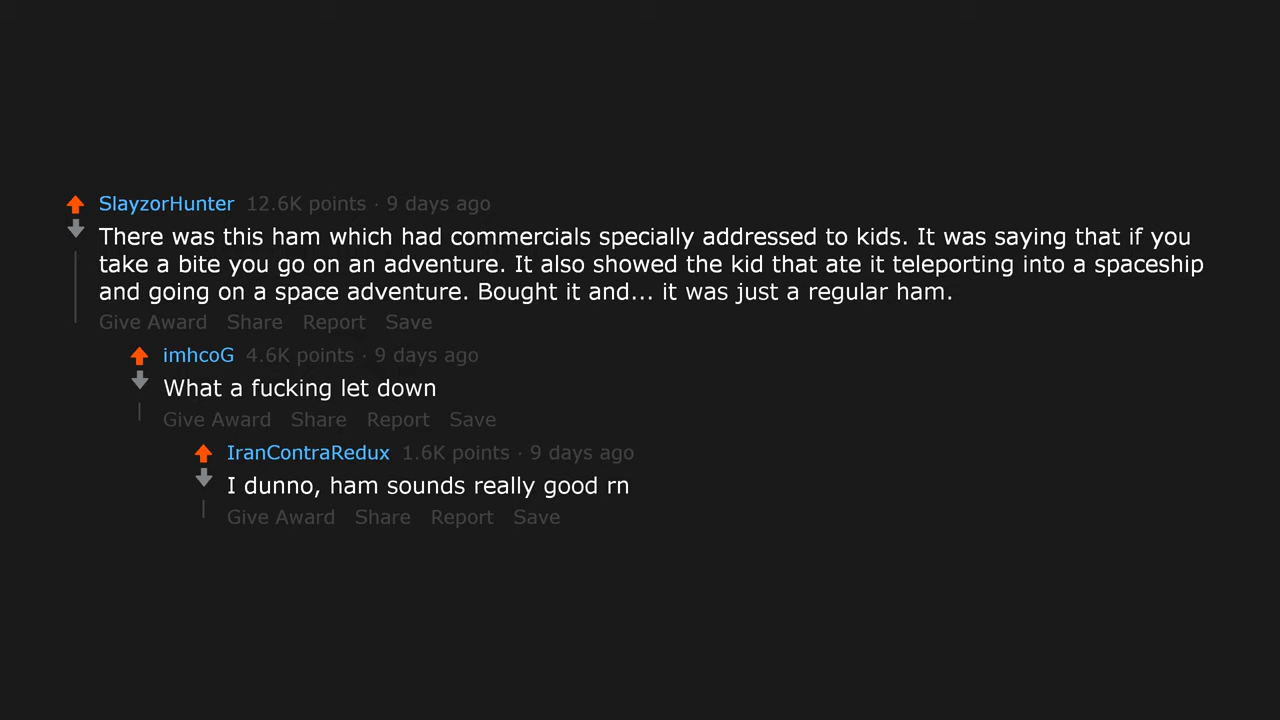 SlayzorHunter 12.6K points · 9 days ago
There was this ham which had commercials specially addressed to kids. It was saying that if you
take a bite you go on an adventure. It also showed the kid that ate it teleporting into a spaceship
and going on a space adventure. Bought it and... it was just a regular ham.
Give Award Share Report Save
imhcoG 4.6K points · 9 days ago
What a fucking let down
Give Award Share Report Save
IranContraRedux 1.6K points · 9 days ago
I dunno, ham sounds really good rn
Give Award Share Report Save